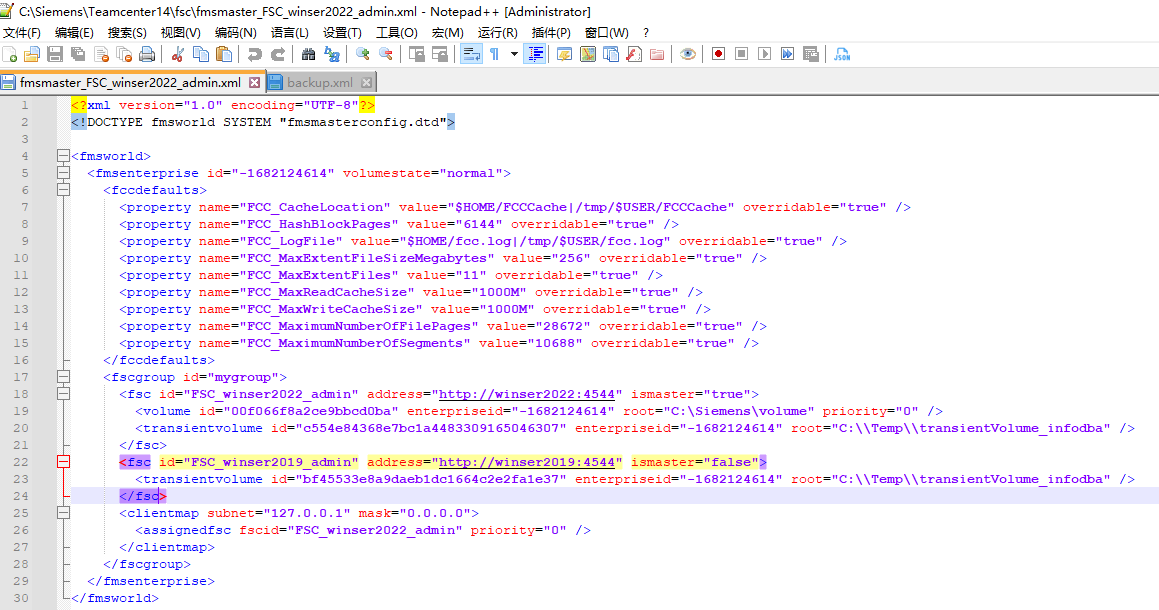 C:\Siemens\Teamcenter14\fsc\fmsmaster_FSC_winser2022_admin.xml - Notepad++ [Administrator]
文件(F) 编辑(E) 搜索(S) 视图(V) 编码(N) 语言(L) 设置(T) 工具(O) 宏(M) 运行(R) 插件(P) 窗口(W) ?
JSON
fmsmaster_FSC_winser2022_admin.xml backup.xml
1 <?xml version="1.0" encoding="UTF-8"?>
2 <!DOCTYPE fmsworld SYSTEM "fmsmasterconfig.dtd">
3
4 <fmsworld>
5 <fmsenterprise id="-1682124614" volumestate="normal">
6 <fccdefaults>
7 <property name="FCC_CacheLocation" value="$HOME/FCCCache|/tmp/$USER/FCCCache" overridable="true" />
8 <property name="FCC_HashBlockPages" value="6144" overridable="true" />
9 <property name="FCC_LogFile" value="$HOME/fcc.log|/tmp/$USER/fcc.log" overridable="true" />
10 <property name="FCC_MaxExtentFileSizeMegabytes" value="256" overridable="true" />
11 <property name="FCC_MaxExtentFiles" value="11" overridable="true" />
12 <property name="FCC_MaxReadCacheSize" value="1000M" overridable="true" />
13 <property name="FCC_MaxWriteCacheSize" value="1000M" overridable="true" />
14 <property name="FCC_MaximumNumberOfFilePages" value="28672" overridable="true" />
15 <property name="FCC_MaximumNumberOfSegments" value="10688" overridable="true" />
16 </fccdefaults>
17 <fscgroup id="mygroup">
18 <fsc id="FSC_winser2022_admin" address="http://winser2022:4544" ismaster="true">
19 <volume id="00f066f8a2ce9bbcd0ba" enterpriseid="-1682124614" root="C:\Siemens\volume" priority="0" />
20 <transientvolume id="c554e84368e7bc1a4483309165046307" enterpriseid="-1682124614" root="C:\\Temp\\transientVolume_infodba" />
21 </fsc>
22 <fsc id="FSC_winser2019_admin" address="http://winser2019:4544" ismaster="false">
23 <transientvolume id="bf45533e8a9daeb1dc1664c2e2fa1e37" enterpriseid="-1682124614" root="C:\\Temp\\transientVolume_infodba" />
24 </fsc>
25 <clientmap subnet="127.0.0.1" mask="0.0.0.0">
26 <assignedfsc fscid="FSC_winser2022_admin" priority="0" />
27 </clientmap>
28 </fscgroup>
29 </fmsenterprise>
30 </fmsworld>